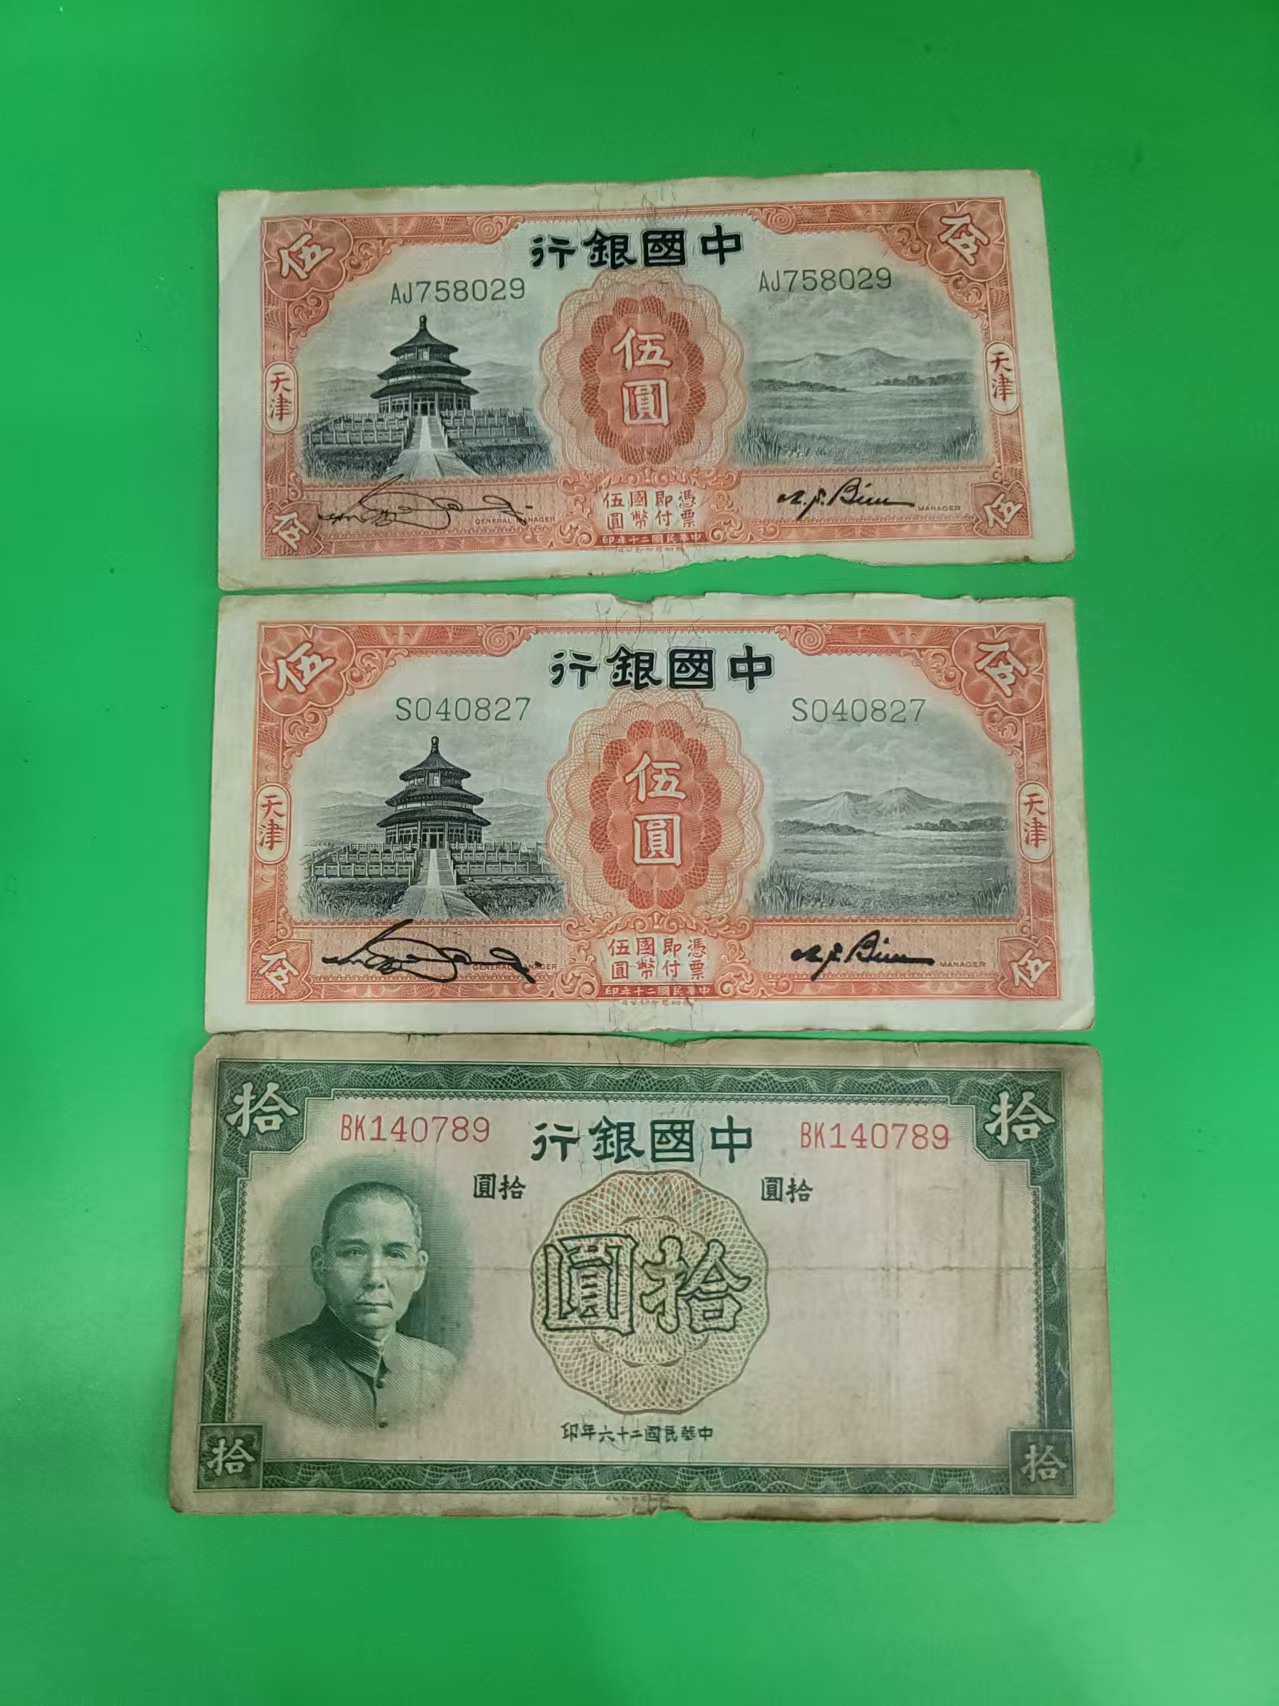 中國銀行
伍
伍
AJ758029
AJ758029
伍圓
天津
天津
憑票
即付
國幣
伍圓
GENERAL MANAGER
MANAGER
伍
伍
中華民國二十年印
中國銀行
伍
伍
S040827
S040827
伍圓
天津
天津
憑票
即付
國幣
伍圓
GENERAL MANAGER
MANAGER
伍
伍
中華民國二十年印
拾
拾
BK140789
中國銀行
BK140789
拾圓
拾圓
拾圓
中華民國二十六年印
拾
拾